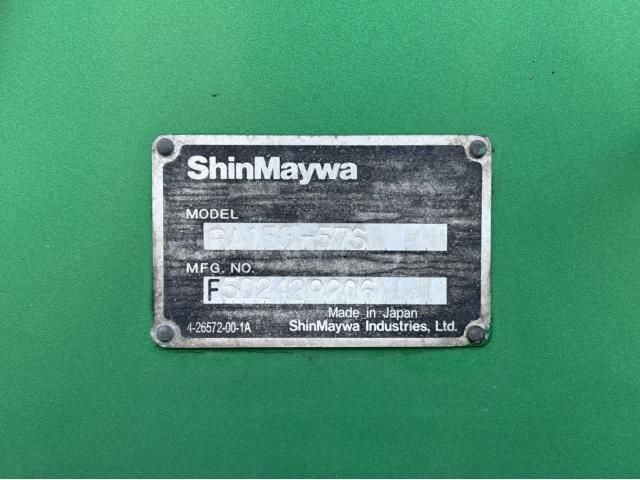 ShinMaywa
MODEL
MFG. NO.
F502429206
Made in Japan
4-26572-00-1A
ShinMaywa Industries, Ltd.